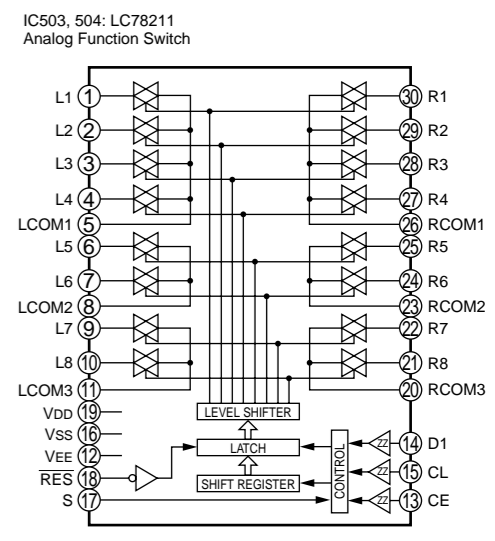 IC503, 504: LC78211
Analog Function Switch
L1 1 30 R1
L2 2 29 R2
L3 3 28 R3
L4 4 27 R4
LCOM1 5 26 RCOM1
L5 6 25 R5
L6 7 24 R6
LCOM2 8 23 RCOM2
L7 9 22 R7
L8 10 21 R8
LCOM3 11 20 RCOM3
VDD 19 LEVEL SHIFTER
VSS 16 LATCH CONTROL ZZ 14 D1
VEE 12
RES 18 ZZ 15 CL
SHIFT REGISTER
S 17 ZZ 13 CE